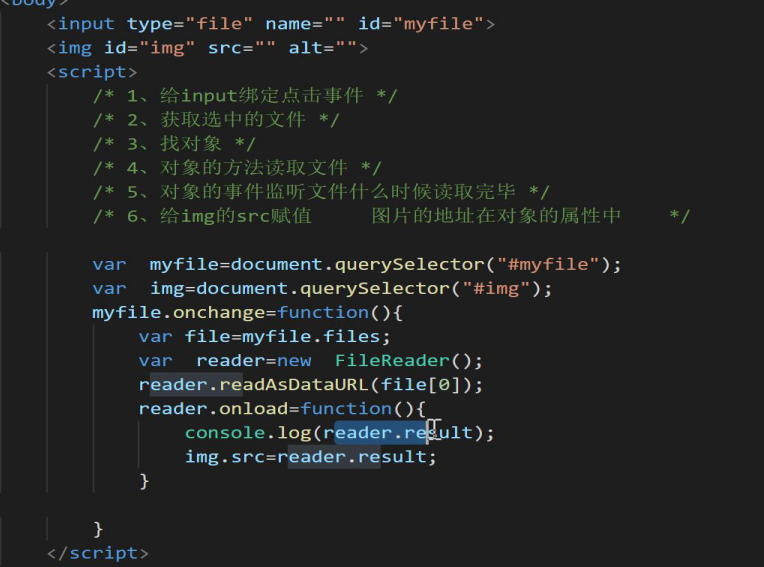 <body>
<input type="file" name="" id="myfile">
<img id="img" src="" alt="">
<script>
/* 1、给input绑定点击事件 */
/* 2、获取选中的文件 */
/* 3、找对象 */
/* 4、对象的方法读取文件 */
/* 5、对象的事件监听文件什么时候读取完毕 */
/* 6、给img的src赋值 图片的地址在对象的属性中 */
var myfile=document.querySelector("#myfile");
var img=document.querySelector("#img");
myfile.onchange=function(){
var file=myfile.files;
var reader=new FileReader();
reader.readAsDataURL(file[0]);
reader.onload=function(){
console.log(reader.result);
img.src=reader.result;
}
}
</script>